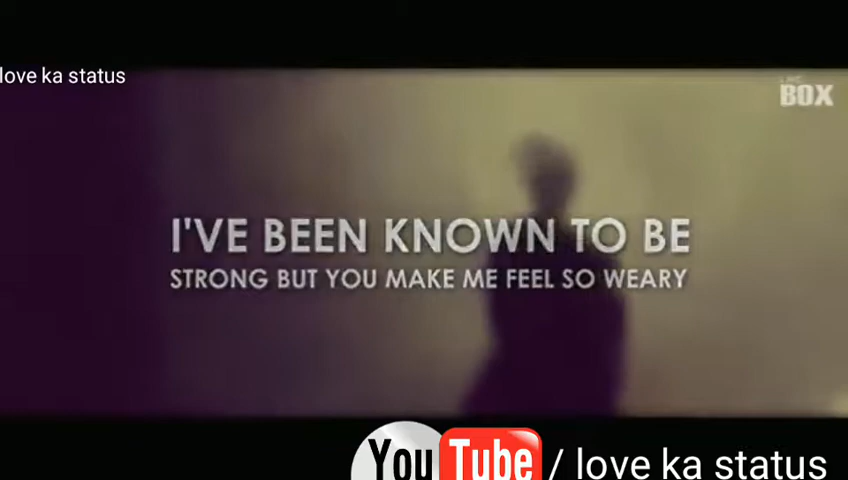 love ka status
BOX
I'VE BEEN KNOWN TO BE
STRONG BUT YOU MAKE ME FEEL SO WEARY
YouTube / love ka status